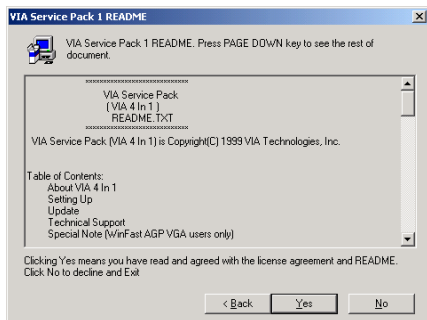 VIA Service Pack 1 README
VIA Service Pack 1 README. Press PAGE DOWN key to see the rest of
document.
xxxxxxxxxxxxxxxxxxxxxxxxxxxxx
VIA Service Pack
( VIA 4 In 1 )
README.TXT
xxxxxxxxxxxxxxxxxxxxxxxxxxxxx
VIA Service Pack (VIA 4 In 1) is Copyright(C) 1999 VIA Technologies, Inc.
Table of Contents:
About VIA 4 In 1
Setting Up
Update
Technical Support
Special Note (WinFast AGP VGA users only)
Clicking Yes means you have read and agreed with the license agreement and README.
Click No to decline and Exit
< Back
Yes
No